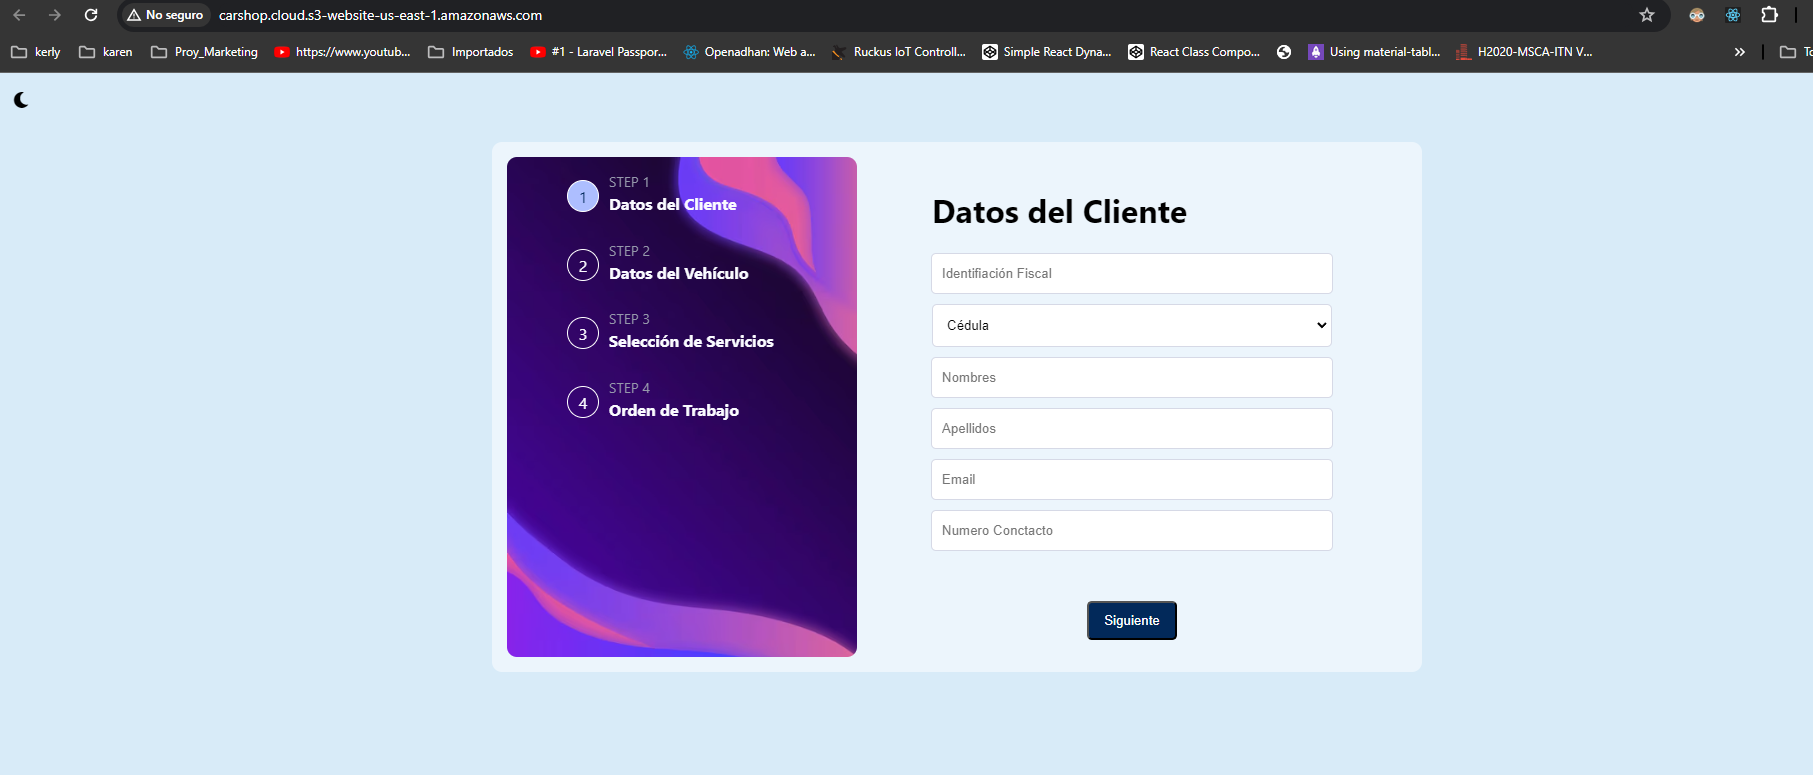 No seguro carshop.cloud.s3-website-us-east-1.amazonaws.com
kerly karen Proy_Marketing https://www.youtub... Importados #1 - Laravel Passpor... Openadhan: Web a... Ruckus IoT Controll... Simple React Dyna... React Class Compo... Using material-tabl... H2020-MSCA-ITN V... » To
STEP 1
1
Datos del Cliente
STEP 2
2
Datos del Vehículo
STEP 3
3
Selección de Servicios
STEP 4
4
Orden de Trabajo
Datos del Cliente
Identifiación Fiscal
Cédula
Nombres
Apellidos
Email
Numero Conctacto
Siguiente